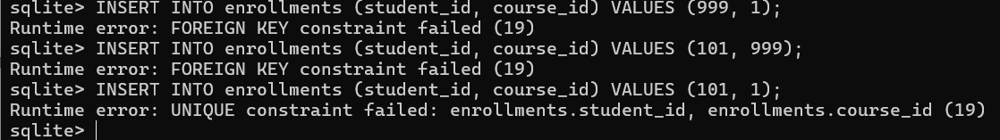 sqlite> INSERT INTO enrollments (student_id, course_id) VALUES (999, 1);
Runtime error: FOREIGN KEY constraint failed (19)
sqlite> INSERT INTO enrollments (student_id, course_id) VALUES (101, 999);
Runtime error: FOREIGN KEY constraint failed (19)
sqlite> INSERT INTO enrollments (student_id, course_id) VALUES (101, 1);
Runtime error: UNIQUE constraint failed: enrollments.student_id, enrollments.course_id (19)
sqlite>